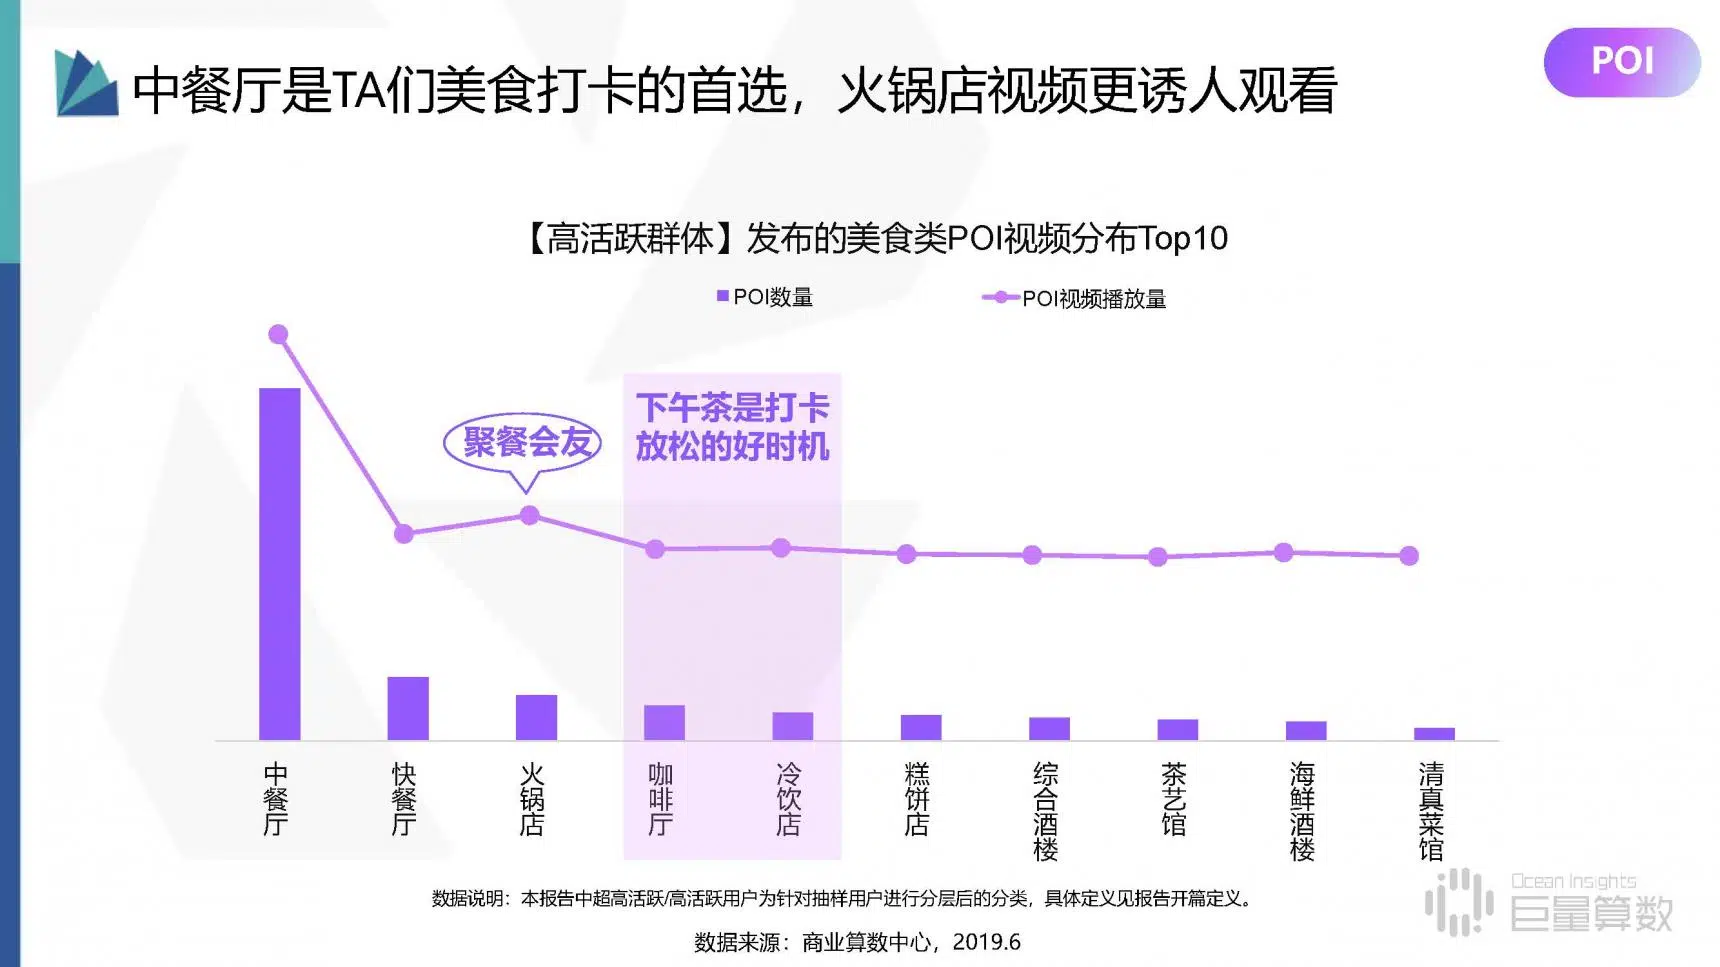 中餐厅是TA们美食打卡的首选，火锅店视频更诱人观看
POI
【高活跃群体】发布的美食类POI视频分布Top10
POI数量
POI视频播放量
聚餐会友
下午茶是打卡
放松的好时机
中餐厅
快餐厅
火锅店
咖啡厅
冷饮店
糕饼店
综合酒楼
茶艺馆
海鲜酒楼
清真菜馆
数据说明：本报告中超高活跃/高活跃用户为针对抽样用户进行分层后的分类，具体定义见报告开篇定义。
数据来源：商业算数中心，2019.6
Ocean Insights
巨量算数